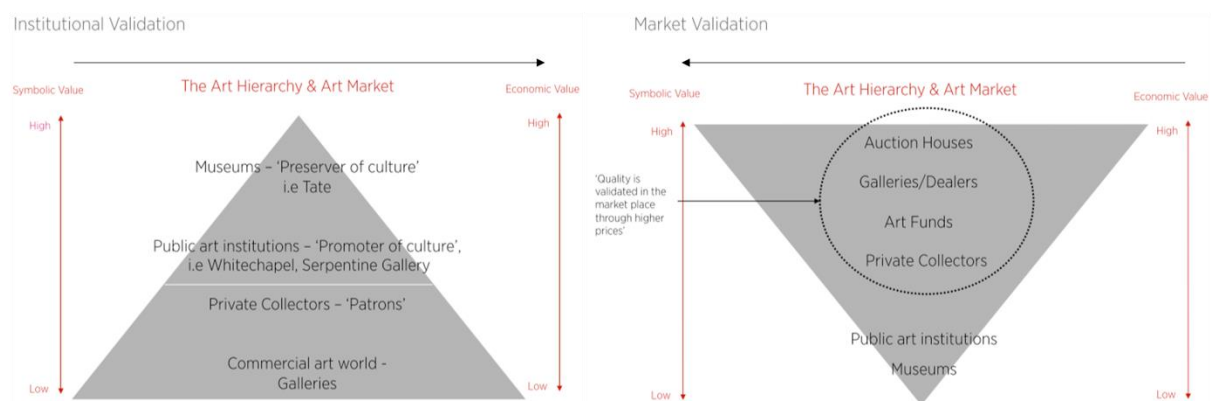 Institutional Validation
The Art Hierarchy & Art Market
Symbolic Value
Economic Value
High
High
Museums – 'Preserver of culture'
i.e Tate
Public art institutions – 'Promoter of culture',
i.e Whitechapel, Serpentine Gallery
Private Collectors – 'Patrons'
Commercial art world -
Galleries
Low
Low
Market Validation
The Art Hierarchy & Art Market
Symbolic Value
Economic Value
High
High
Auction Houses
Galleries/Dealers
Art Funds
Private Collectors
'Quality is
validated in the
market place
through higher
prices'
Public art institutions
Museums
Low
Low